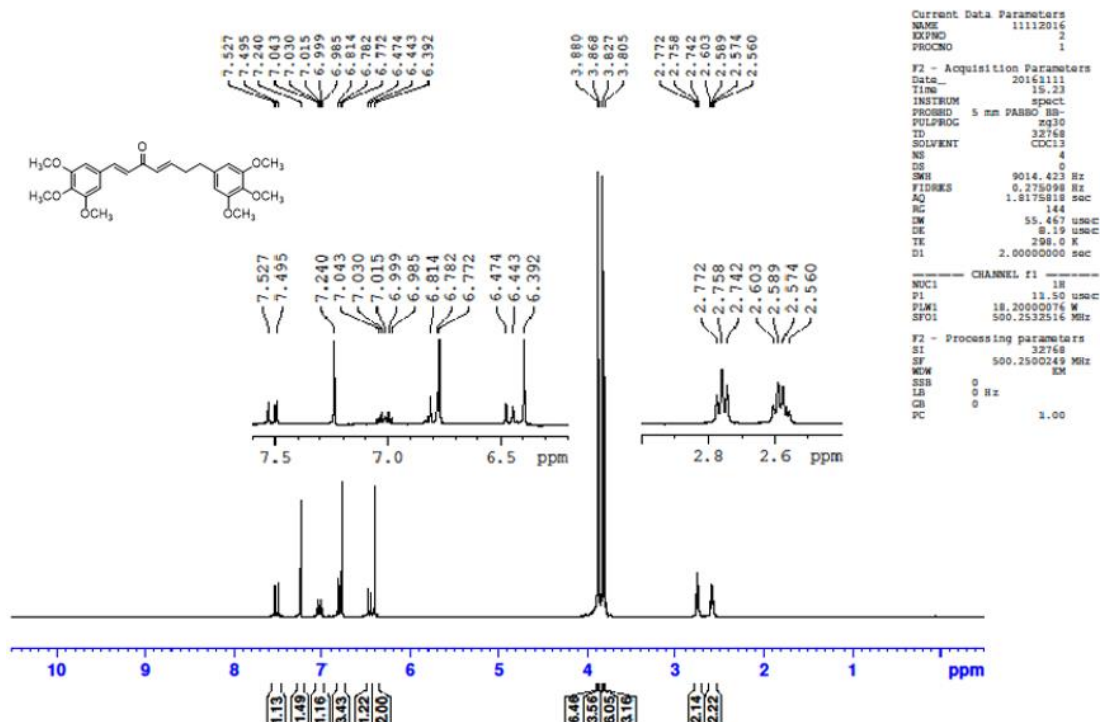 7.527
7.495
7.240
7.043
7.030
7.015
6.999
6.985
6.814
6.782
6.772
6.474
6.443
6.392
3.880
3.868
3.827
3.805
2.772
2.758
2.742
2.603
2.589
2.574
2.560
O
H3CO
H3CO
OCH3
OCH3
OCH3
OCH3
7.527
7.495
7.240
7.043
7.030
7.015
6.999
6.985
6.814
6.782
6.772
6.474
6.443
6.392
2.772
2.758
2.742
2.603
2.589
2.574
2.560
7.5 7.0 6.5 ppm
2.8 2.6 ppm
10 9 8 7 6 5 4 3 2 1 ppm
1.13
1.49
1.16
3.43
1.22
2.00
6.46
3.56
6.05
3.16
2.14
2.22
Current Data Parameters
NAME 11112016
EXPNO 2
PROCNO 1
F2 - Acquisition Parameters
Date_ 20161111
Time 15.23
INSTRUM spect
PROBHD 5 mm PABBO BB-
PULPROG zg30
TD 32768
SOLVENT CDCl3
NS 4
DS 0
SWH 9014.423 Hz
FIDRES 0.275098 Hz
AQ 1.8175818 sec
RG 144
DW 55.467 usec
DE 8.19 usec
TE 298.0 K
D1 2.00000000 sec
======== CHANNEL f1 ========
NUC1 1H
P1 11.50 usec
PLW1 18.20000076 W
SFO1 500.2532516 MHz
F2 - Processing parameters
SI 32768
SF 500.2500249 MHz
WDW EM
SSB 0
LB 0 Hz
GB 0
PC 1.00